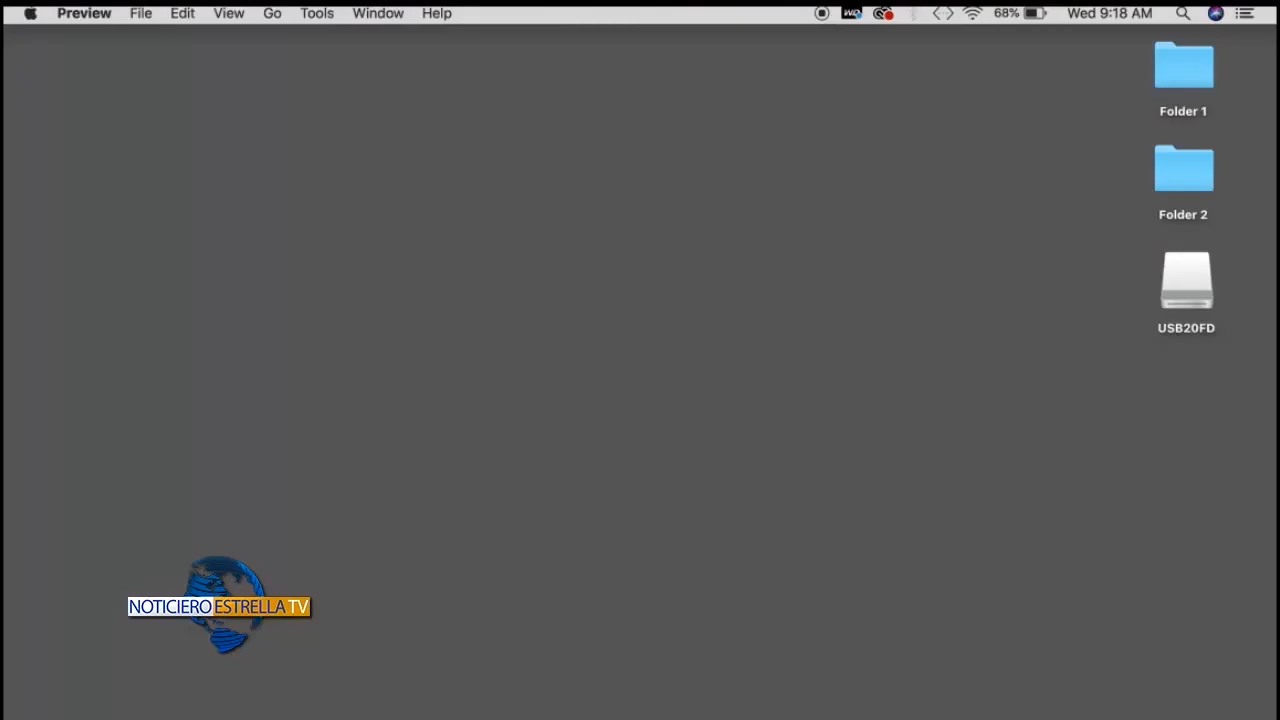 Preview File Edit View Go Tools Window Help 68% Wed 9:18 AM
Folder 1
Folder 2
USB20FD
NOTICIERO ESTRELLA TV